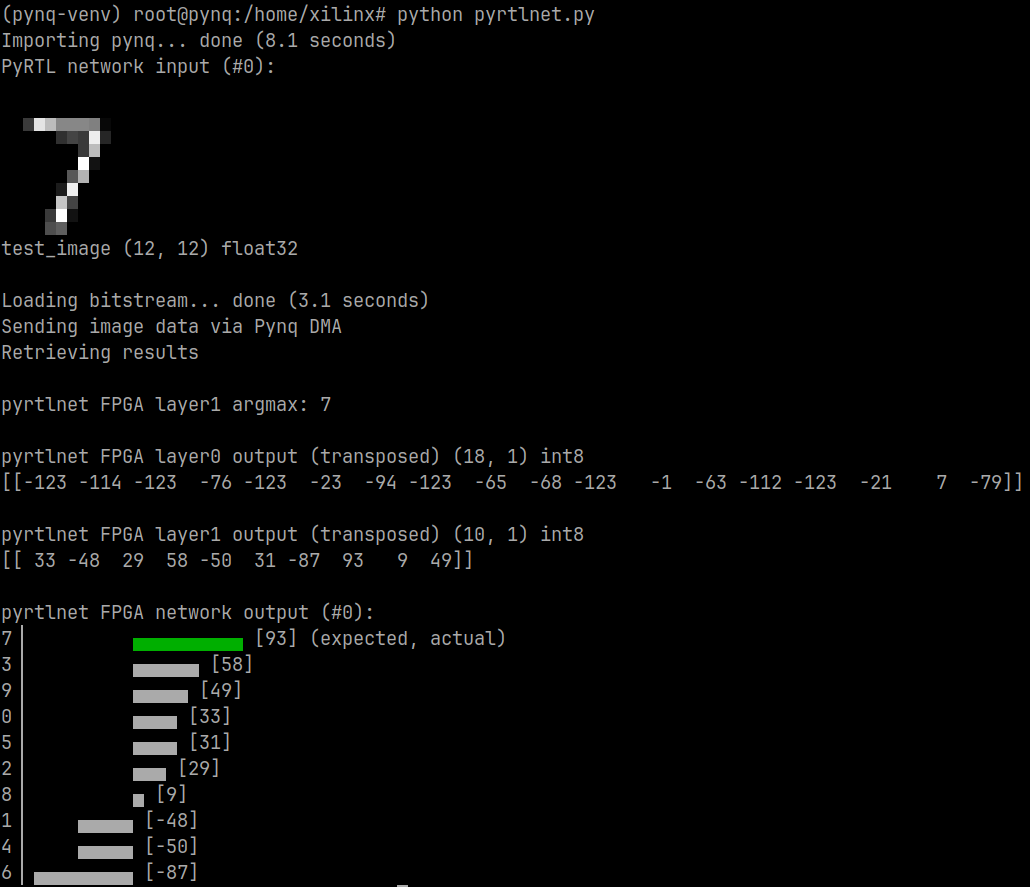 (pynq-venv) root@pynq:/home/xilinx# python pyrtlnet.py
Importing pynq... done (8.1 seconds)
PyRTL network input (#0):
test_image (12, 12) float32
Loading bitstream... done (3.1 seconds)
Sending image data via Pynq DMA
Retrieving results
pyrtlnet FPGA layer1 argmax: 7
pyrtlnet FPGA layer0 output (transposed) (18, 1) int8
[[-123 -114 -123  -76 -123  -23  -94 -123  -65  -68 -123   -1  -63 -112 -123  -21    7  -79]]
pyrtlnet FPGA layer1 output (transposed) (10, 1) int8
[[ 33 -48  29  58 -50  31 -87  93   9  49]]
pyrtlnet FPGA network output (#0):
7 [93] (expected, actual)
3 [58]
9 [49]
0 [33]
5 [31]
2 [29]
8 [9]
1 [-48]
4 [-50]
6 [-87]